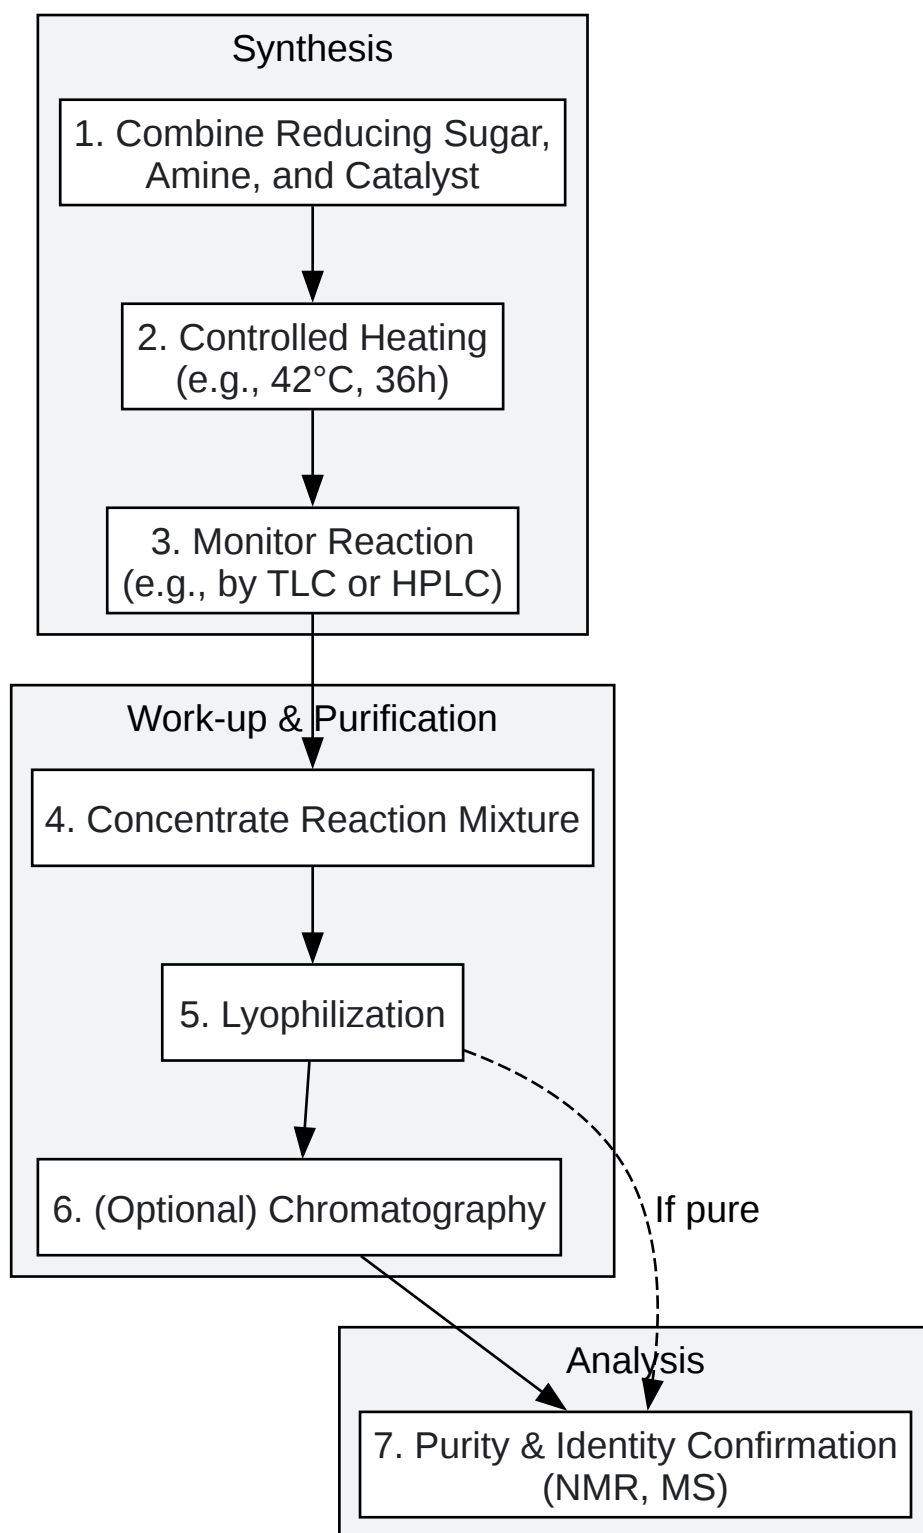 Synthesis
1. Combine Reducing Sugar,
Amine, and Catalyst
2. Controlled Heating
(e.g., 42°C, 36h)
3. Monitor Reaction
(e.g., by TLC or HPLC)
Work-up & Purification
4. Concentrate Reaction Mixture
5. Lyophilization
6. (Optional) Chromatography
If pure
Analysis
7. Purity & Identity Confirmation
(NMR, MS)